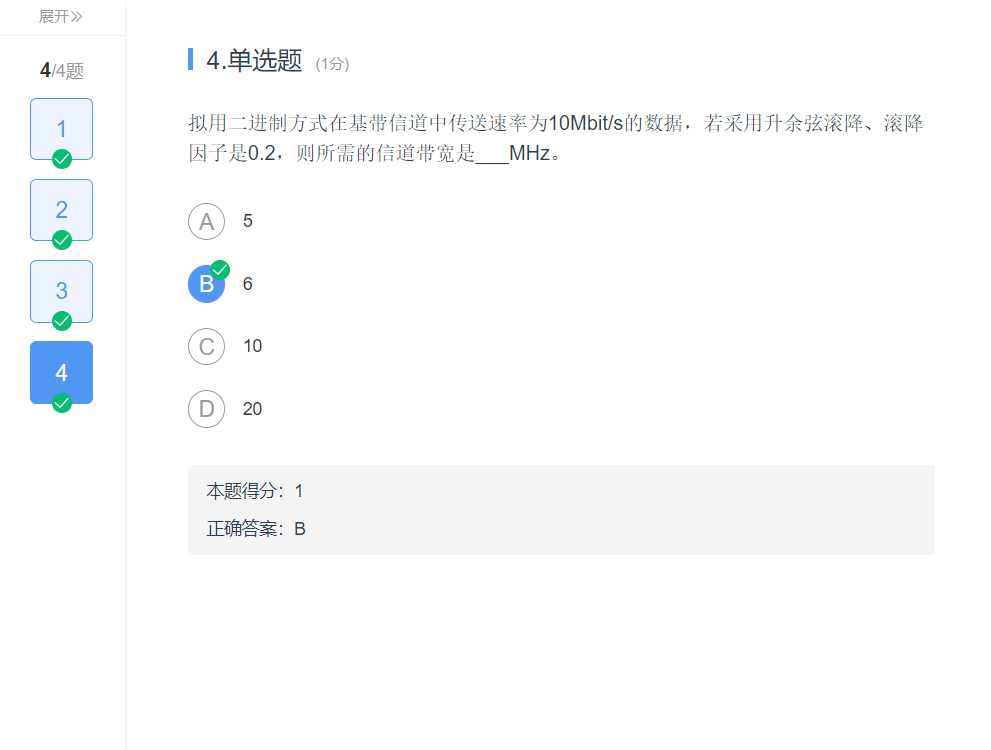 展开
4/4题
1
2
3
4
4.单选题 (1分)
拟用二进制方式在基带信道中传送速率为10Mbit/s的数据，若采用升余弦滚降、滚降
因子是0.2，则所需的信道带宽是___MHz。
A 5
B 6
C 10
D 20
本题得分：1
正确答案：B